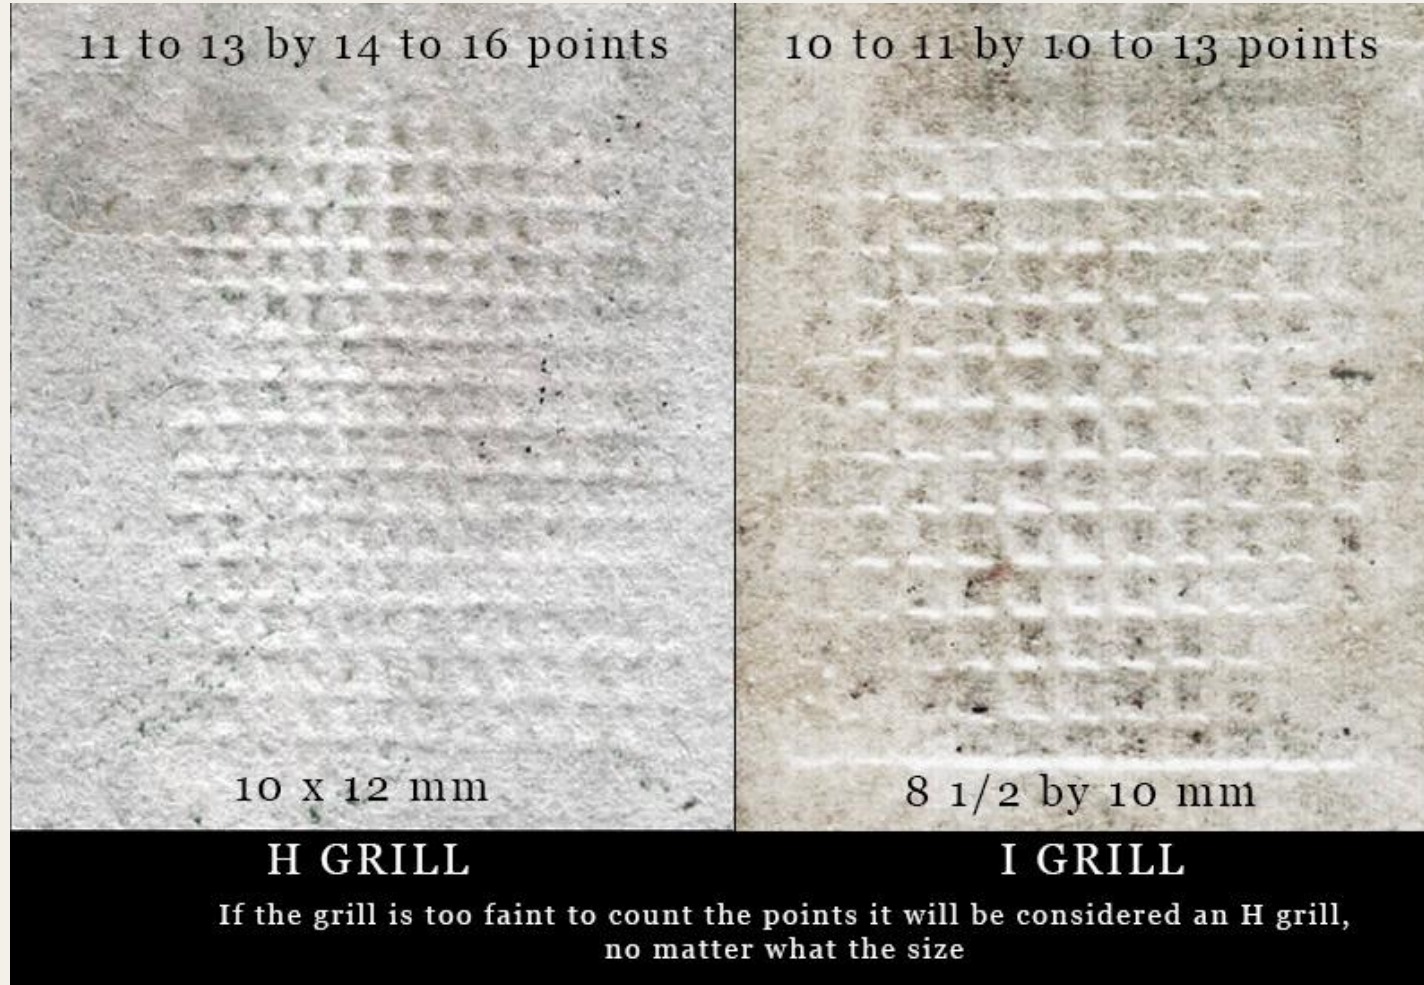 11 to 13 by 14 to 16 points
10 x 12 mm
H GRILL
10 to 11 by 10 to 13 points
8 1/2 by 10 mm
I GRILL
If the grill is too faint to count the points it will be considered an H grill,
no matter what the size